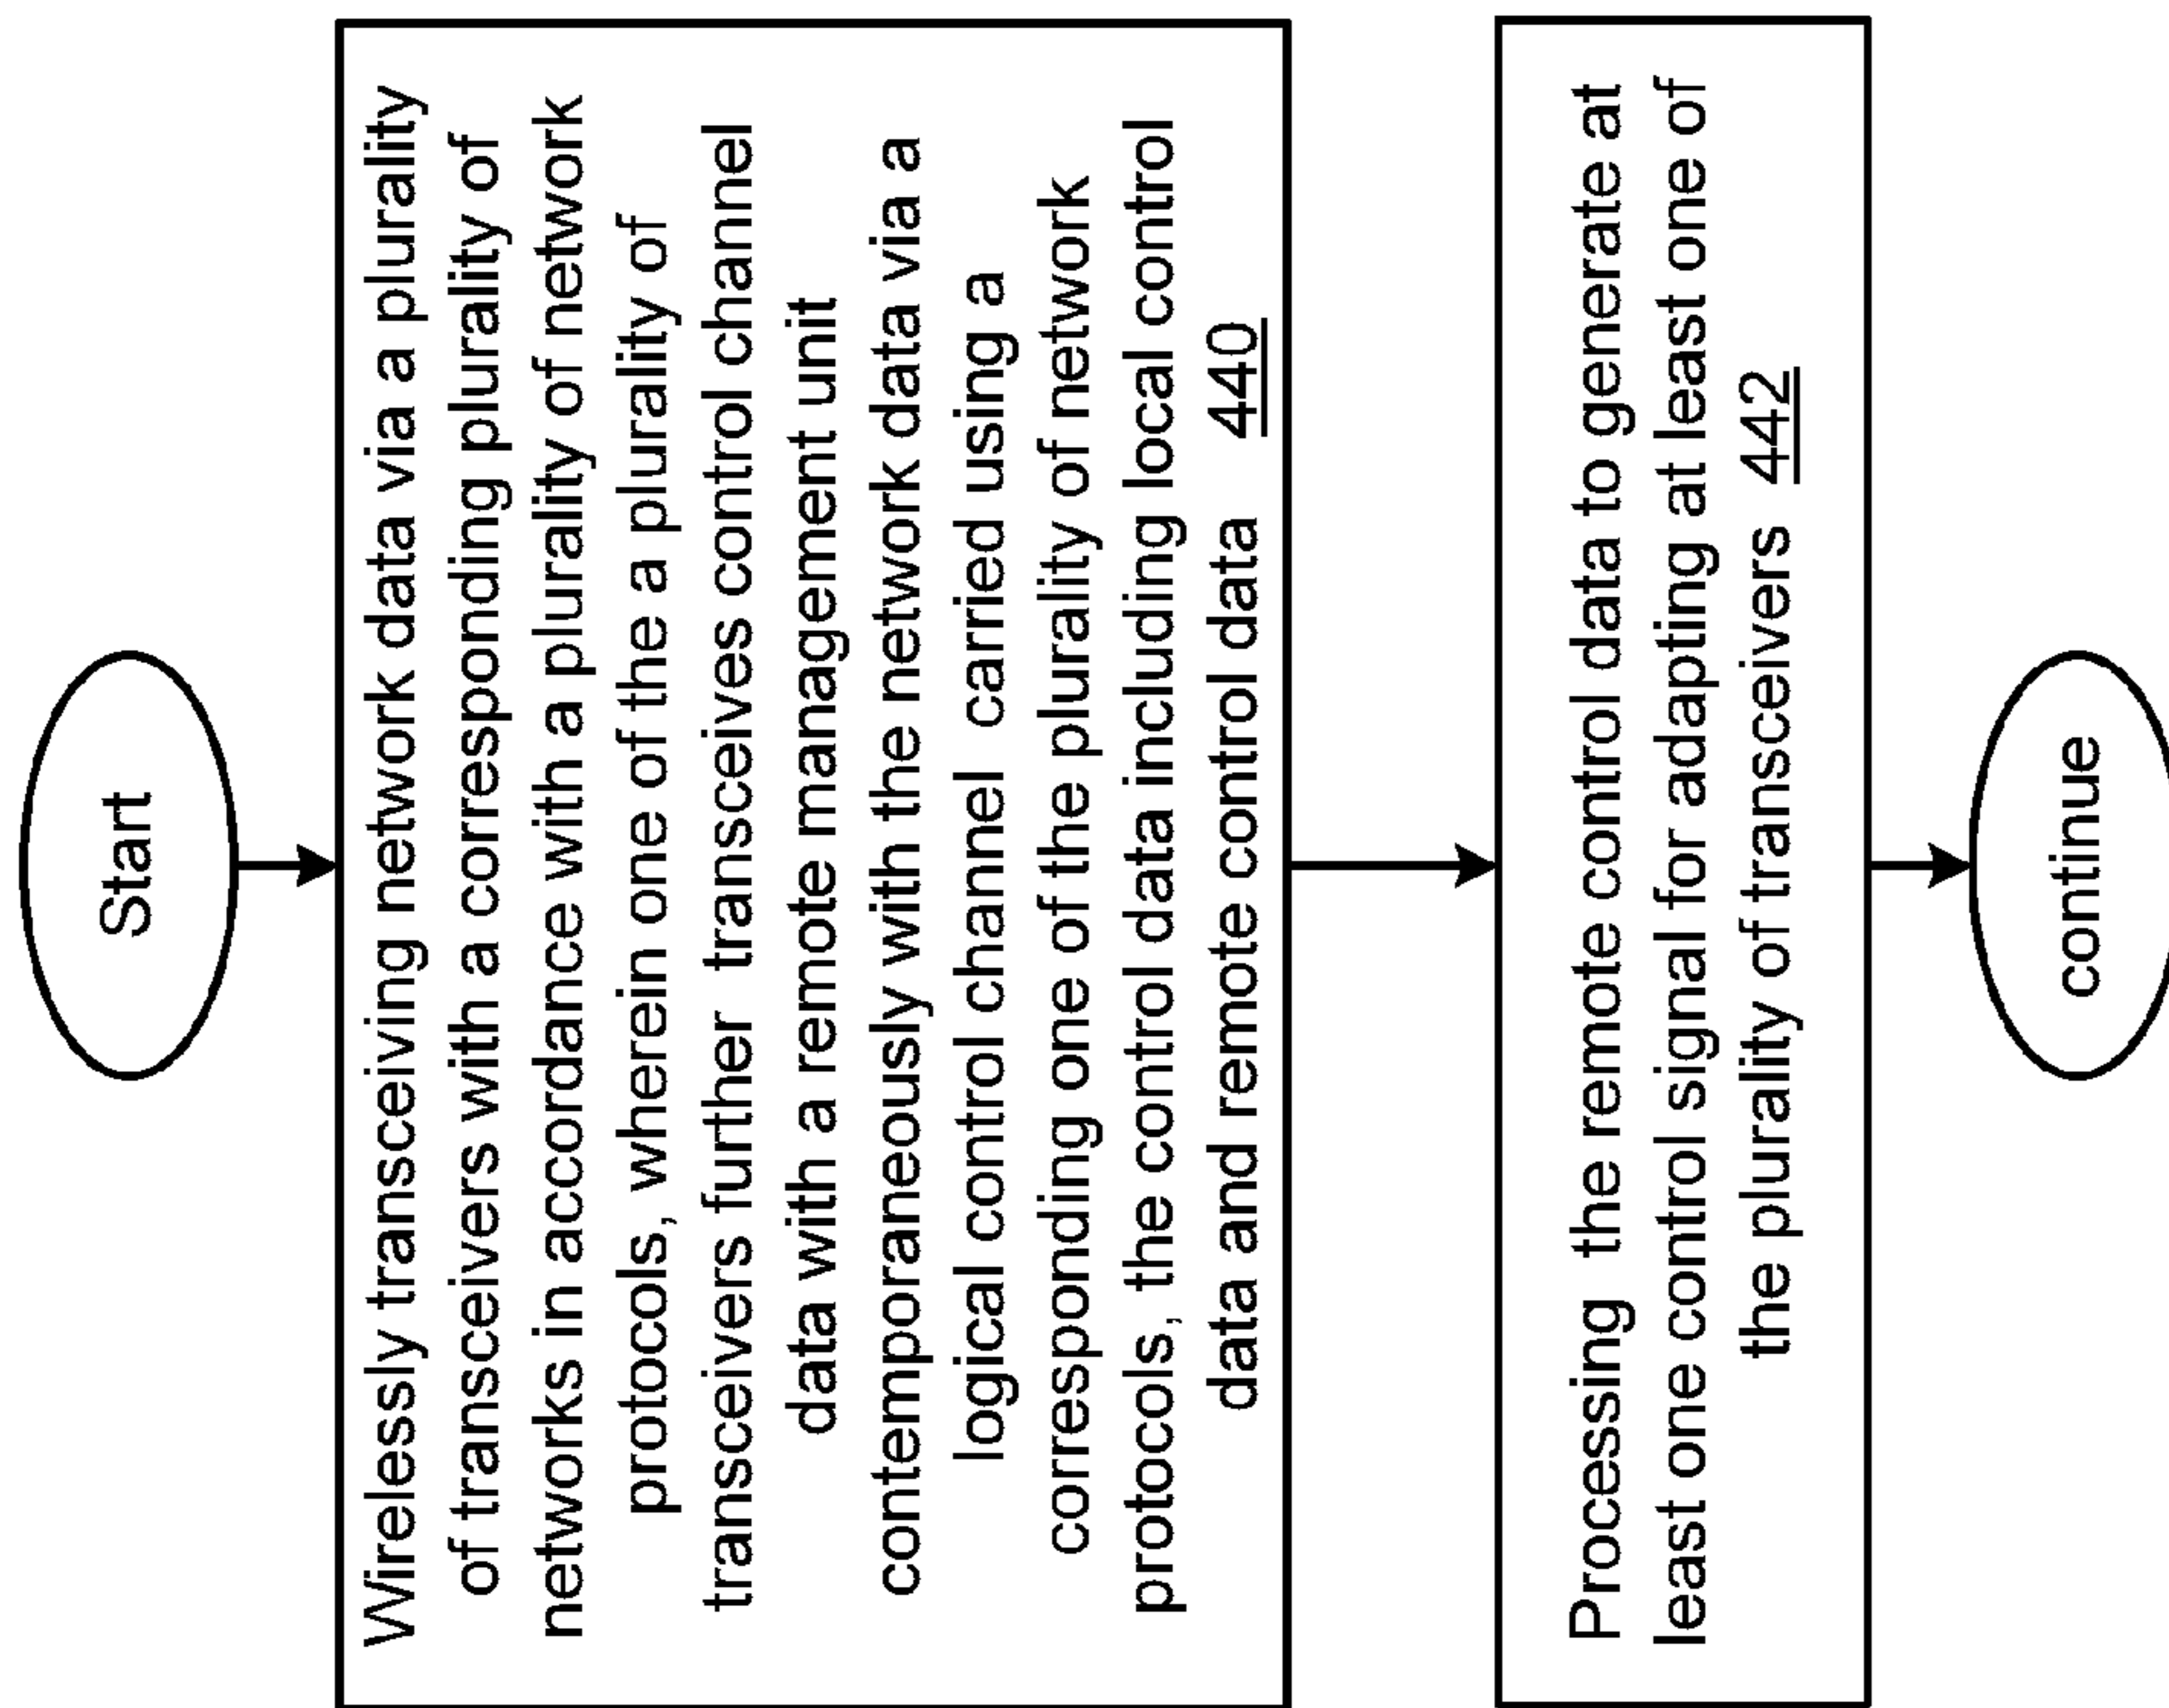 Start
Wirelessly transceiving network data via a plurality
of transceivers with a corresponding plurality of
networks in accordance with a plurality of network
protocols, wherein one of the a plurality of
transceivers further transceives control channel
data with a remote management unit
contemporaneously with the network data via a
logical control channel carried using a
corresponding one of the plurality of network
protocols, the control data including local control
data and remote control data 440
Processing the remote control data to generate at
least one control signal for adapting at least one of
the plurality of transceivers 442
continue